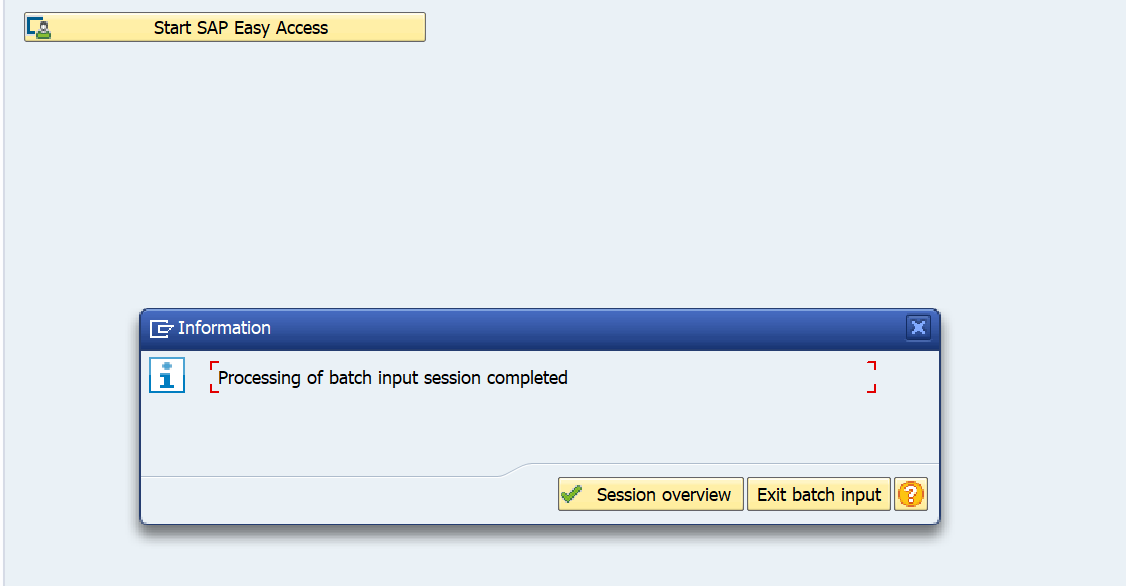 Start SAP Easy Access
Information
Processing of batch input session completed
Session overview
Exit batch input